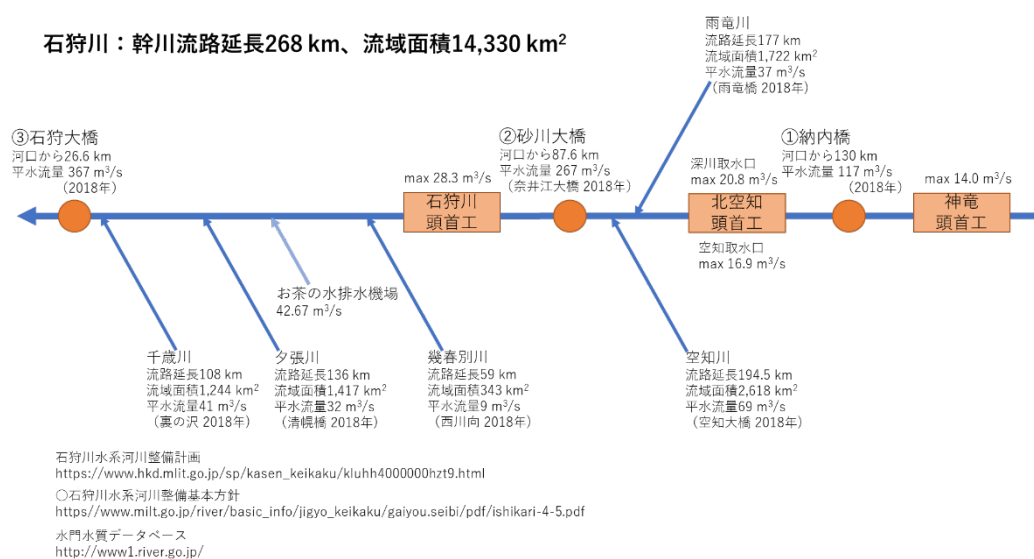 石狩川:幹川流路延長268 km、流域面積14,330 km²
雨竜川
流路延長177 km
流域面積1,722 km²
平水流量37 m³/s
(雨竜橋 2018年)
③石狩大橋
河口から26.6 km
平水流量 367 m³/s
(2018年)
max 28.3 m³/s
石狩川
頭首工
②砂川大橋
河口から87.6 km
平水流量 267 m³/s
(奈井江大橋 2018年)
深川取水口
max 20.8 m³/s
北空知
頭首工
空知取水口
max 16.9 m³/s
①納内橋
河口から130 km
平水流量 117 m³/s
(2018年)
max 14.0 m³/s
神竜
頭首工
お茶の水排水機場
42.67 m³/s
千歳川
流路延長108 km
流域面積1,244 km²
平水流量41 m³/s
(裏の沢 2018年)
夕張川
流路延長136 km
流域面積1,417 km²
平水流量32 m³/s
(清幌橋 2018年)
幾春別川
流路延長59 km
流域面積343 km²
平水流量9 m³/s
(西川向 2018年)
空知川
流路延長194.5 km
流域面積2,618 km²
平水流量69 m³/s
(空知大橋 2018年)
石狩川水系河川整備計画
https://www.hkd.mlit.go.jp/sp/kasen_keikaku/kluhh4000000hzt9.html
○石狩川水系河川整備基本方針
https://www.milt.go.jp/river/basic_info/jigyo_keikaku/gaiyou.seibi/pdf/ishikari-4-5.pdf
水門水質データベース
http://www1.river.go.jp/